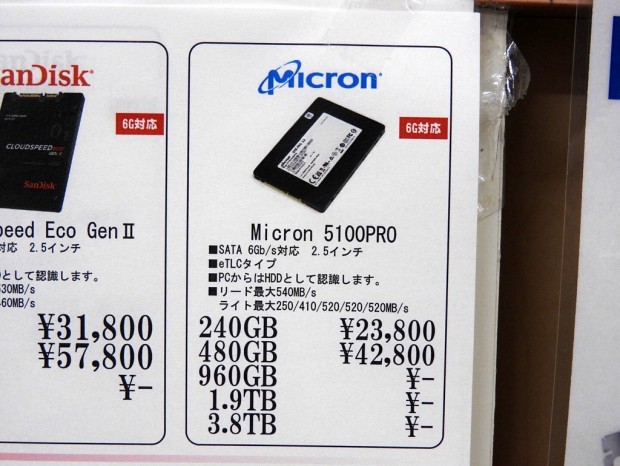 SanDisk
6G対応
CLOUDSPEED
SanDisk
peed Eco GenⅡ
対応 2.5インチ
として認識します。
530MB/s
460MB/s
¥31,800
¥57,800
¥-
Micron
6G対応
Micron 5100PRO
■SATA 6Gb/s対応 2.5インチ
■eTLCタイプ
■PCからはHDDとして認識します。
■リード最大540MB/s
ライト最大250/410/520/520/520MB/s
240GB ¥23,800
480GB ¥42,800
960GB ¥-
1.9TB ¥-
3.8TB ¥-